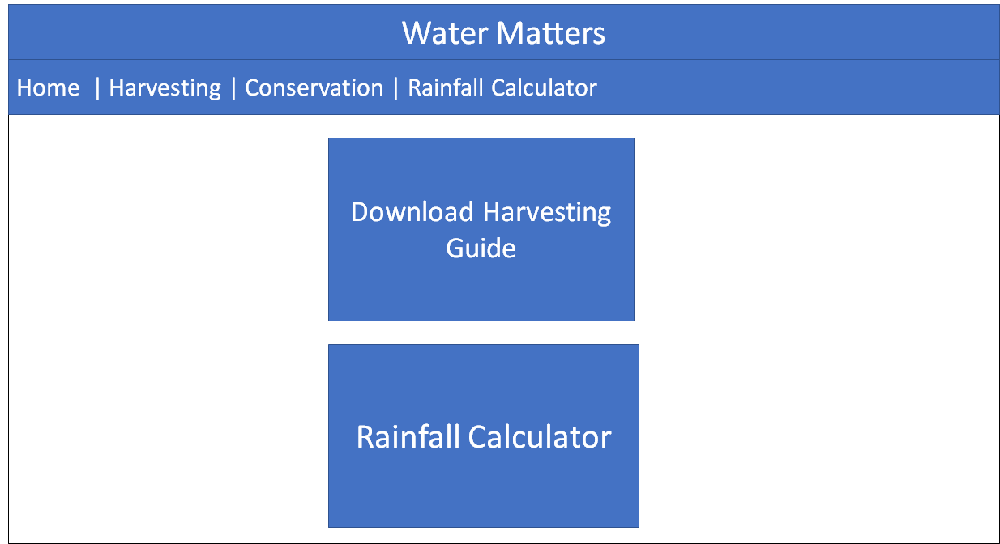 Water Matters
Home | Harvesting | Conservation | Rainfall Calculator
Download Harvesting
Guide
Rainfall Calculator